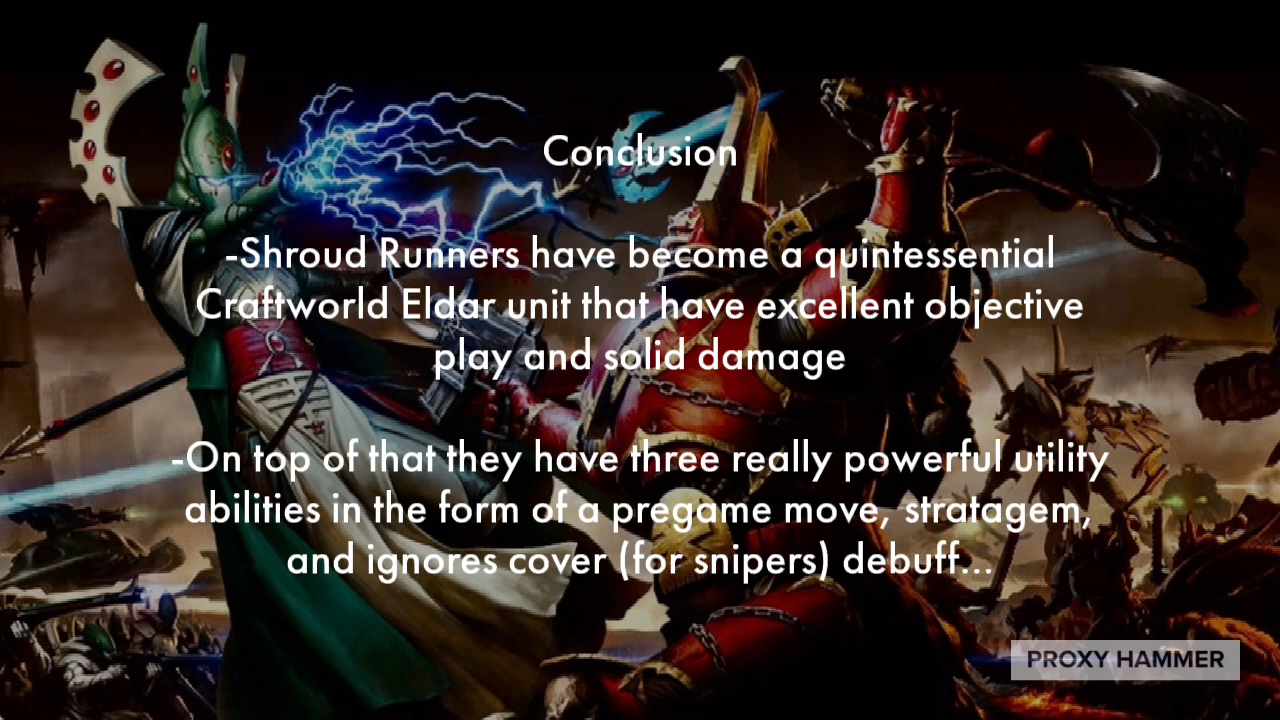 Conclusion
-Shroud Runners have become a quintessential
Craftworld Eldar unit that have excellent objective
play and solid damage
-On top of that they have three really powerful utility
abilities in the form of a pregame move, stratagem,
and ignores cover (for snipers) debuff...
PROXY HAMMER